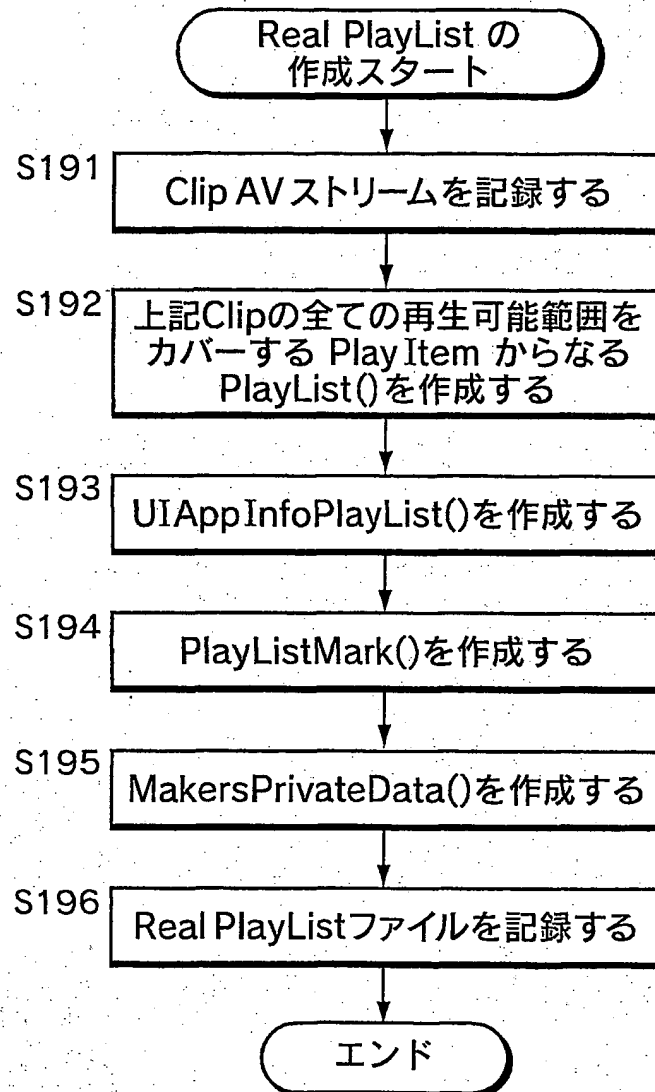 Real PlayList の
作成スタート
S191
Clip AVストリームを記録する
S192
上記Clipの全ての再生可能範囲を
カバーする PlayItem からなる
PlayList()を作成する
S193
UIAppInfoPlayList()を作成する
S194
PlayListMark()を作成する
S195
MakersPrivateData()を作成する
S196
Real PlayListファイルを記録する
エンド